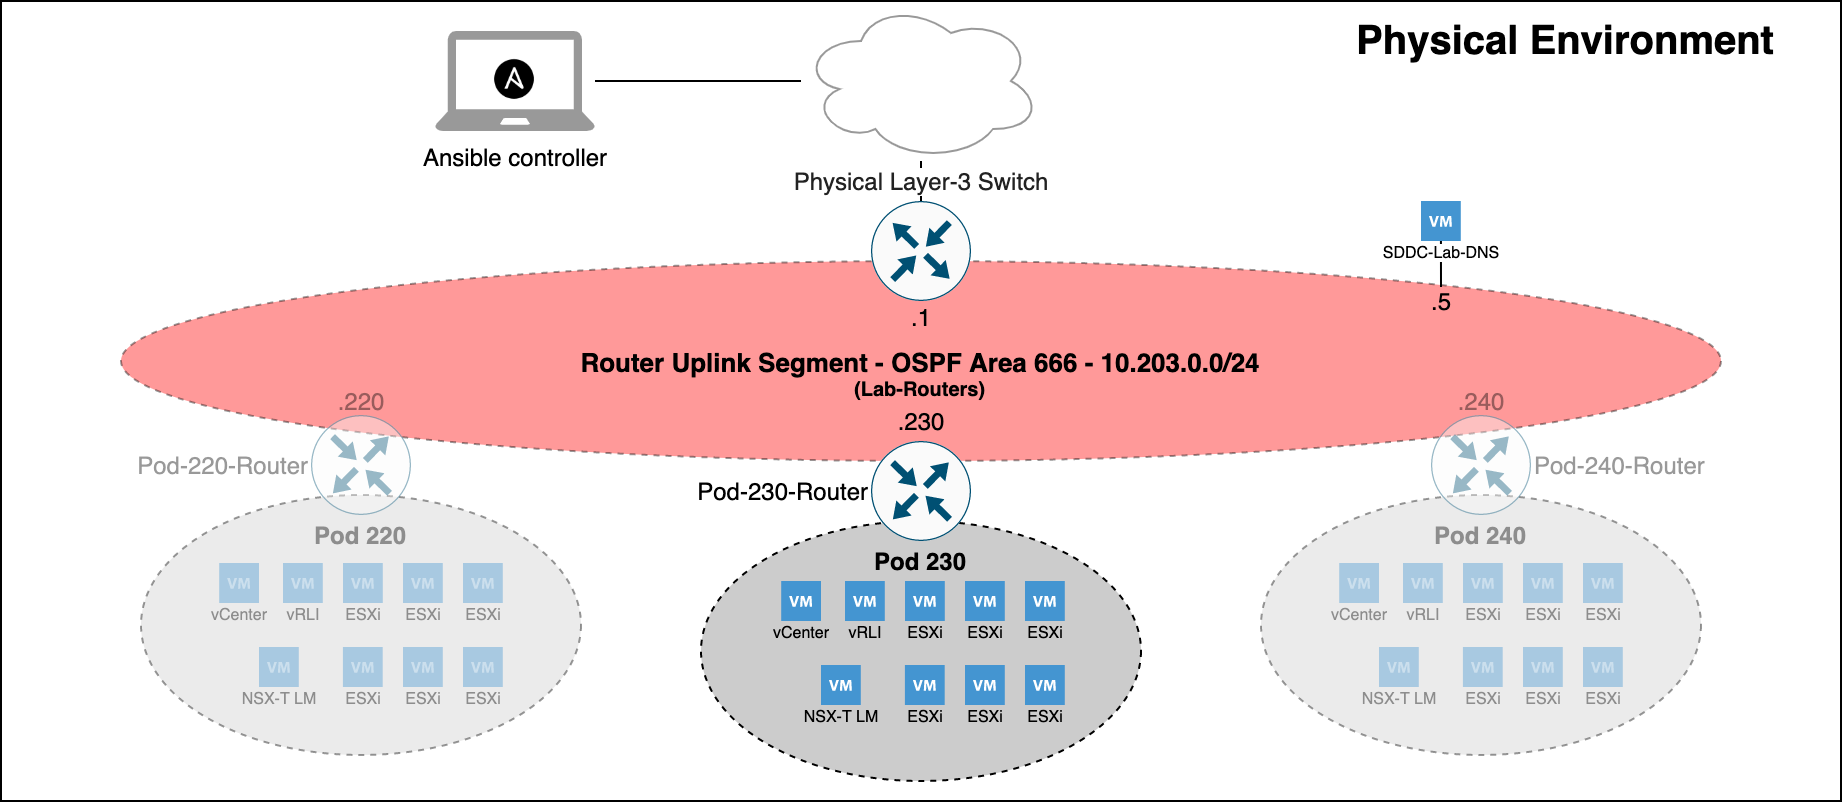 Physical Environment
Ansible controller
Physical Layer-3 Switch
VM
SDDC-Lab-DNS
.5
.1
Router Uplink Segment - OSPF Area 666 - 10.203.0.0/24
(Lab-Routers)
.220
.230
.240
Pod-220-Router
Pod-230-Router
Pod-240-Router
Pod 220
VM VM VM VM VM
vCenter vRLI ESXi ESXi ESXi
VM VM VM VM
NSX-T LM ESXi ESXi ESXi
Pod 230
VM VM VM VM VM
vCenter vRLI ESXi ESXi ESXi
VM VM VM VM
NSX-T LM ESXi ESXi ESXi
Pod 240
VM VM VM VM VM
vCenter vRLI ESXi ESXi ESXi
VM VM VM VM
NSX-T LM ESXi ESXi ESXi